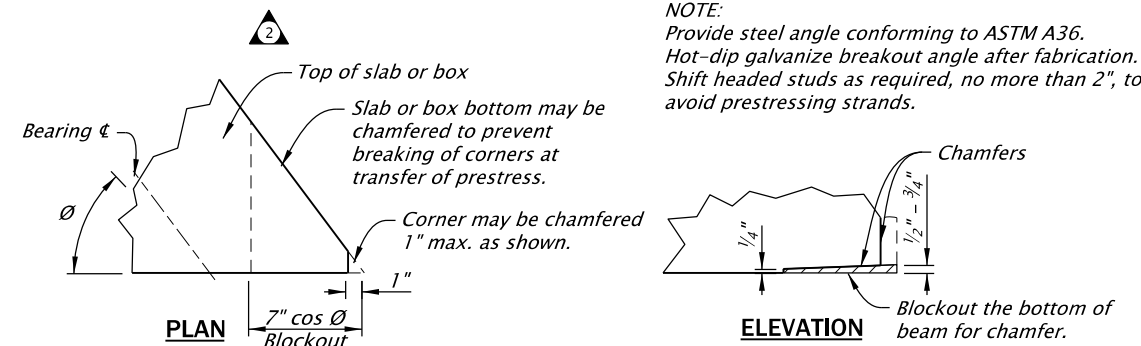 2
Top of slab or box
Bearing ℄
Slab or box bottom may be
chamfered to prevent
breaking of corners at
transfer of prestress.
Ø
Corner may be chamfered
1" max. as shown.
1"
7" cos Ø
Blockout
PLAN
NOTE:
Provide steel angle conforming to ASTM A36.
Hot-dip galvanize breakout angle after fabrication.
Shift headed studs as required, no more than 2", to
avoid prestressing strands.
Chamfers
1/4"
1/2" – 3/4"
Blockout the bottom of
beam for chamfer.
ELEVATION